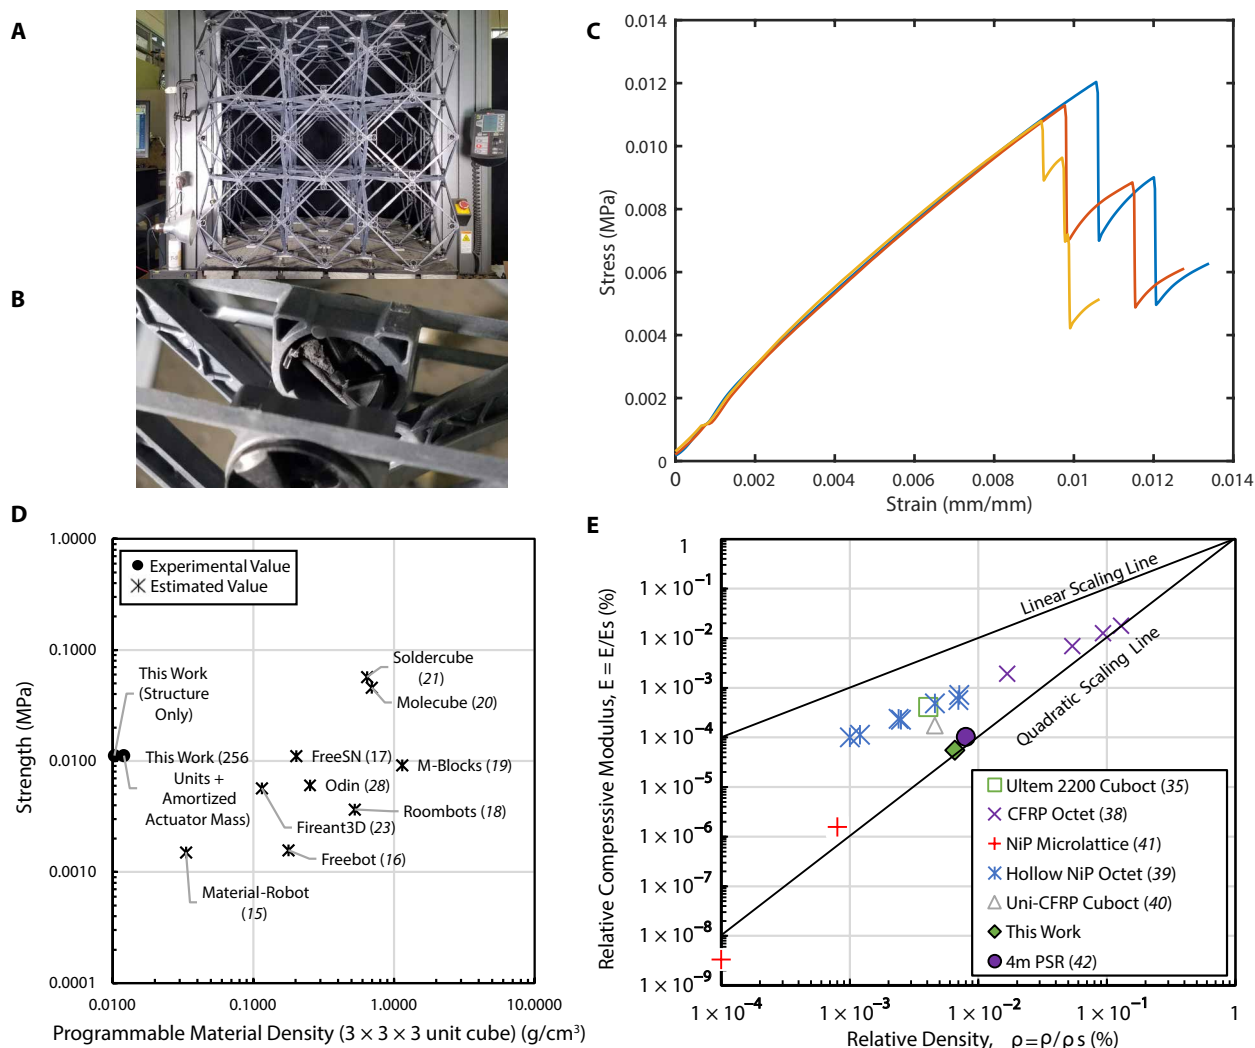 A
B
C
0.014
0.012
0.010
0.008
0.006
0.004
0.002
0
Stress (MPa)
0
0.002
0.004
0.006
0.008
0.01
0.012
0.014
Strain (mm/mm)
D
1.0000
0.1000
0.0100
0.0010
0.0001
Strength (MPa)
Experimental Value
Estimated Value
This Work
(Structure
Only)
This Work (256
Units +
Amortized
Actuator Mass)
Soldercube
(21)
Molecube (20)
FreeSN (17)
M-Blocks (19)
Odin (28)
Roombots (18)
Fireant3D (23)
Freebot (16)
Material-Robot
(15)
0.0100
0.1000
1.0000
10.0000
Programmable Material Density (3 × 3 × 3 unit cube) (g/cm³)
E
1
1 × 10⁻¹
1 × 10⁻²
1 × 10⁻³
1 × 10⁻⁴
1 × 10⁻⁵
1 × 10⁻⁶
1 × 10⁻⁷
1 × 10⁻⁸
1 × 10⁻⁹
Relative Compressive Modulus, E = E/Es (%)
Linear Scaling Line
Quadratic Scaling Line
Ultem 2200 Cuboct (35)
CFRP Octet (38)
NiP Microlattice (41)
Hollow NiP Octet (39)
Uni-CFRP Cuboct (40)
This Work
4m PSR (42)
1 × 10⁻⁴
1 × 10⁻³
1 × 10⁻²
1 × 10⁻¹
1
Relative Density, ρ=ρ/ρs (%)